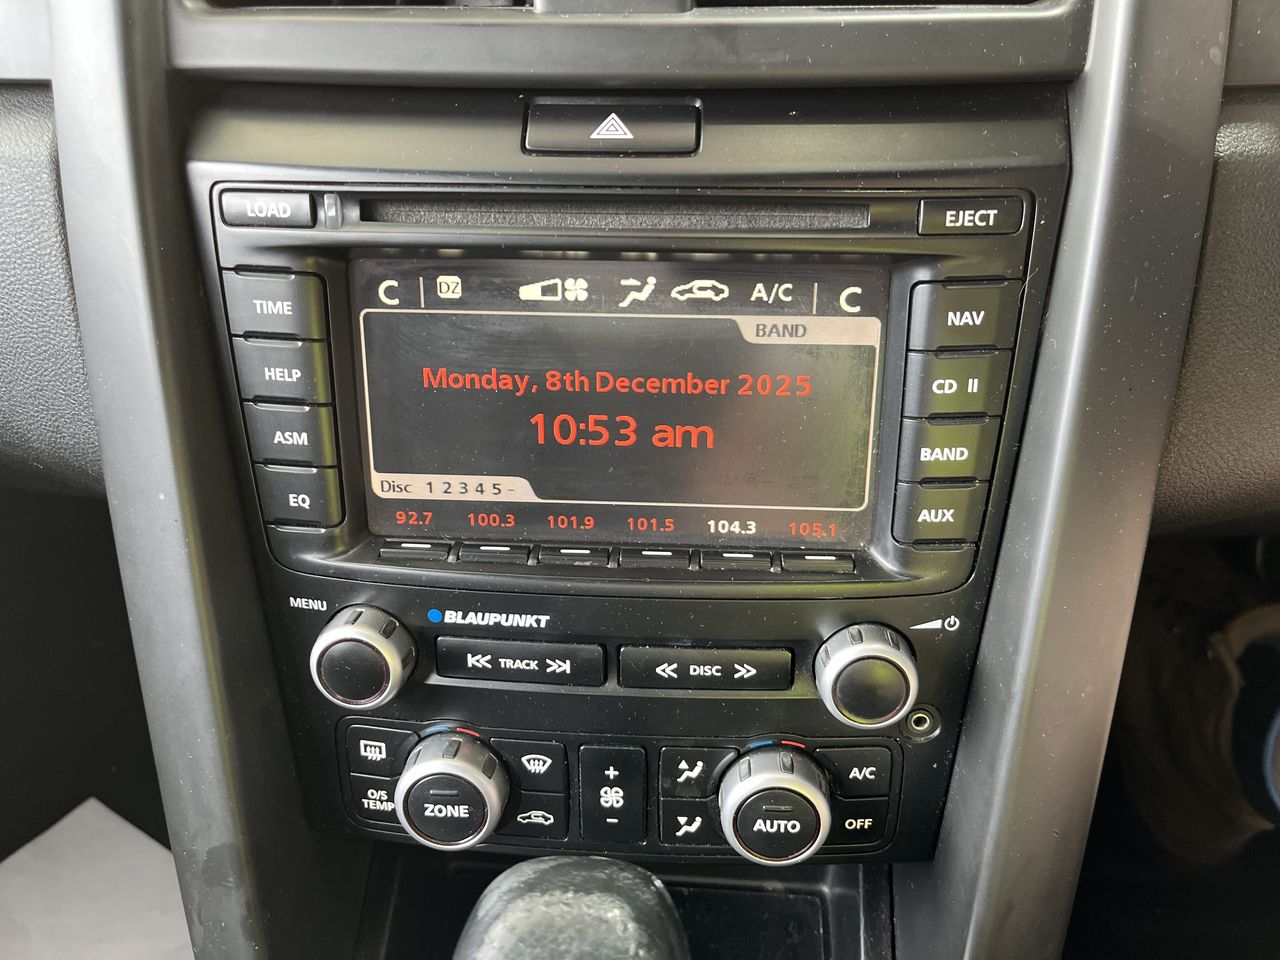 LOAD
EJECT
TIME
HELP
ASM
EQ
C DZ A/C C
BAND
Monday, 8th December 2025
10:53 am
Disc 1 2 3 4 5 -
92.7 100.3 101.9 101.5 104.3 105.1
NAV
CD II
BAND
AUX
MENU
BLAUPUNKT
TRACK
DISC
O/S
TEMP
ZONE
+
-
AUTO
A/C
OFF